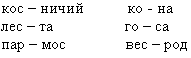 кос – ничий ко - на
лес – та го – са
пар – мос вес – род